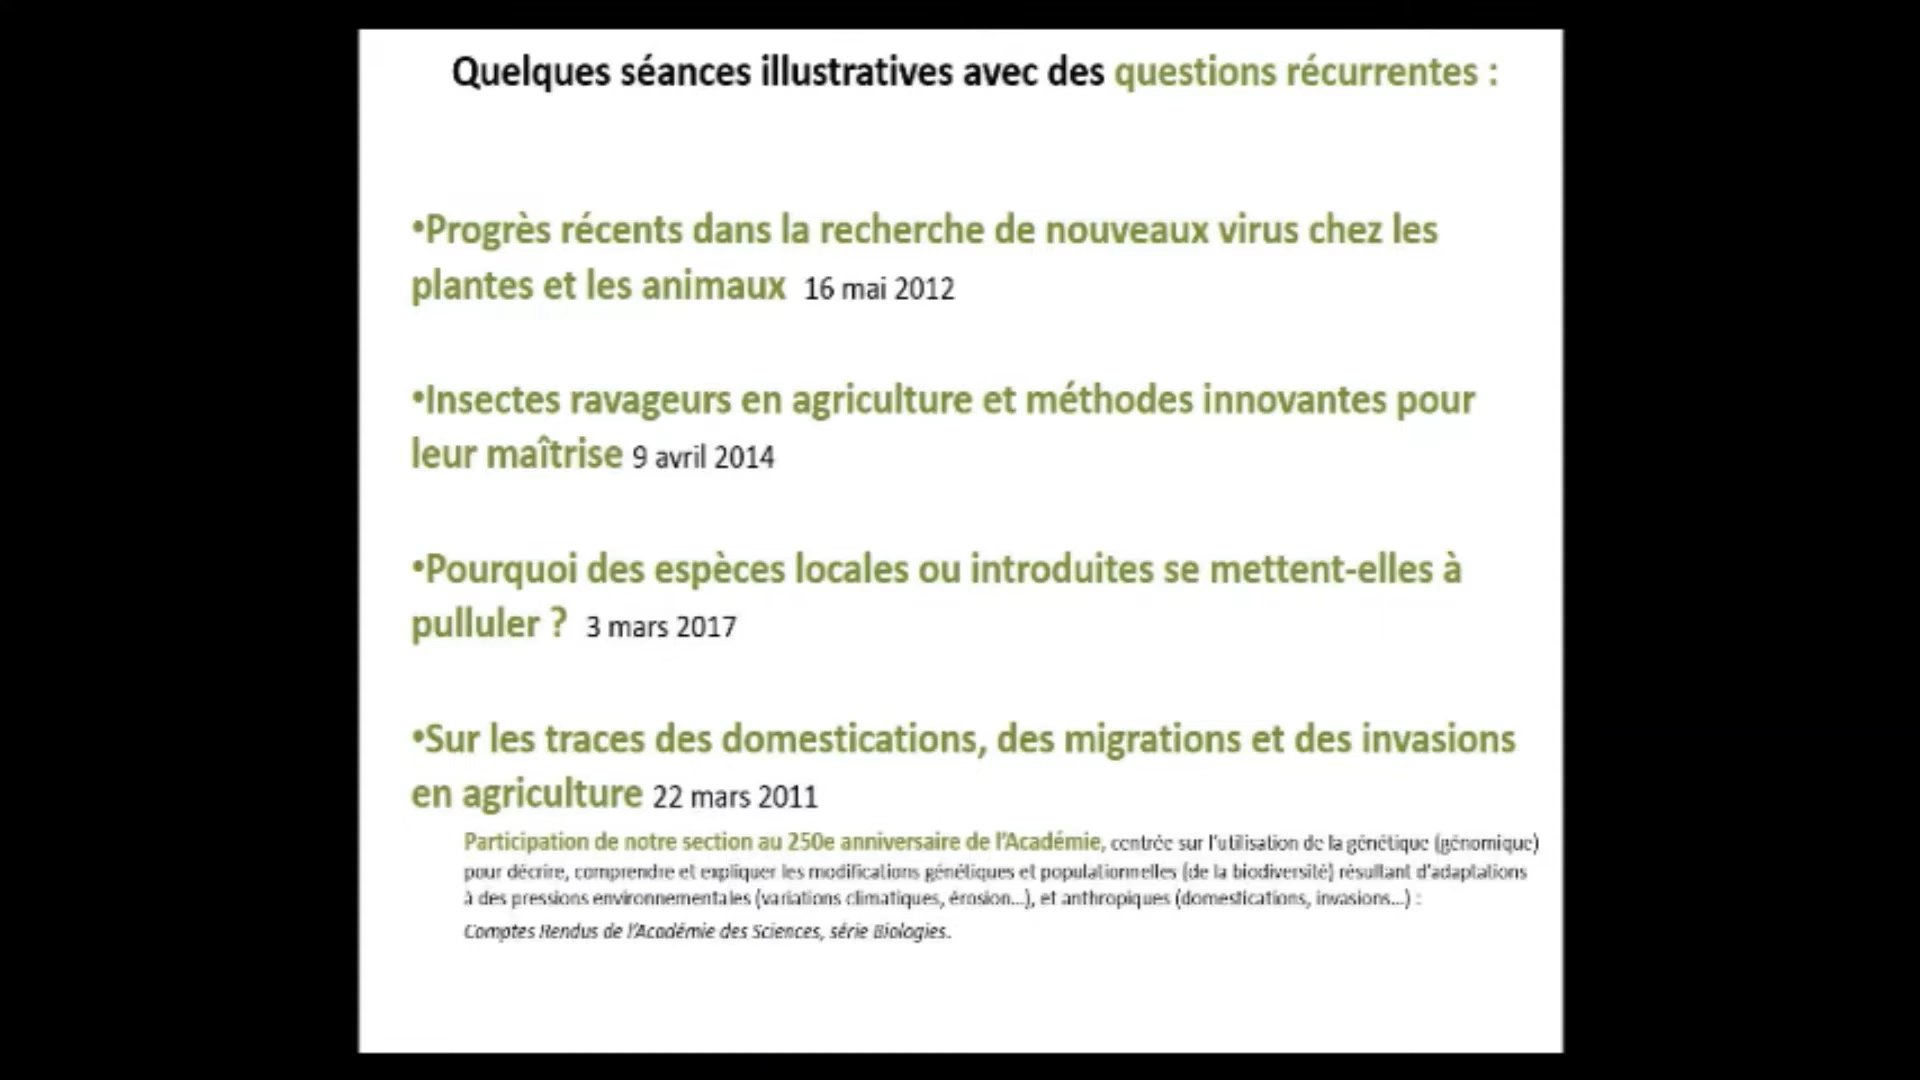 Quelques séances illustratives avec des questions récurrentes :
•Progrès récents dans la recherche de nouveaux virus chez les
plantes et les animaux 16 mai 2012
•Insectes ravageurs en agriculture et méthodes innovantes pour
leur maîtrise 9 avril 2014
•Pourquoi des espèces locales ou introduites se mettent-elles à
pulluler ? 3 mars 2017
•Sur les traces des domestications, des migrations et des invasions
en agriculture 22 mars 2011
Participation de notre section au 250e anniversaire de l'Académie, centrée sur l'utilisation de la génétique (génomique)
pour décrire, comprendre et expliquer les modifications génétiques et populationnelles (de la biodiversité) résultant d'adaptations
à des pressions environnementales (variations climatiques, érosion...), et anthropiques (domestications, invasions...) :
Comptes Rendus de l'Académie des Sciences, série Biologies.